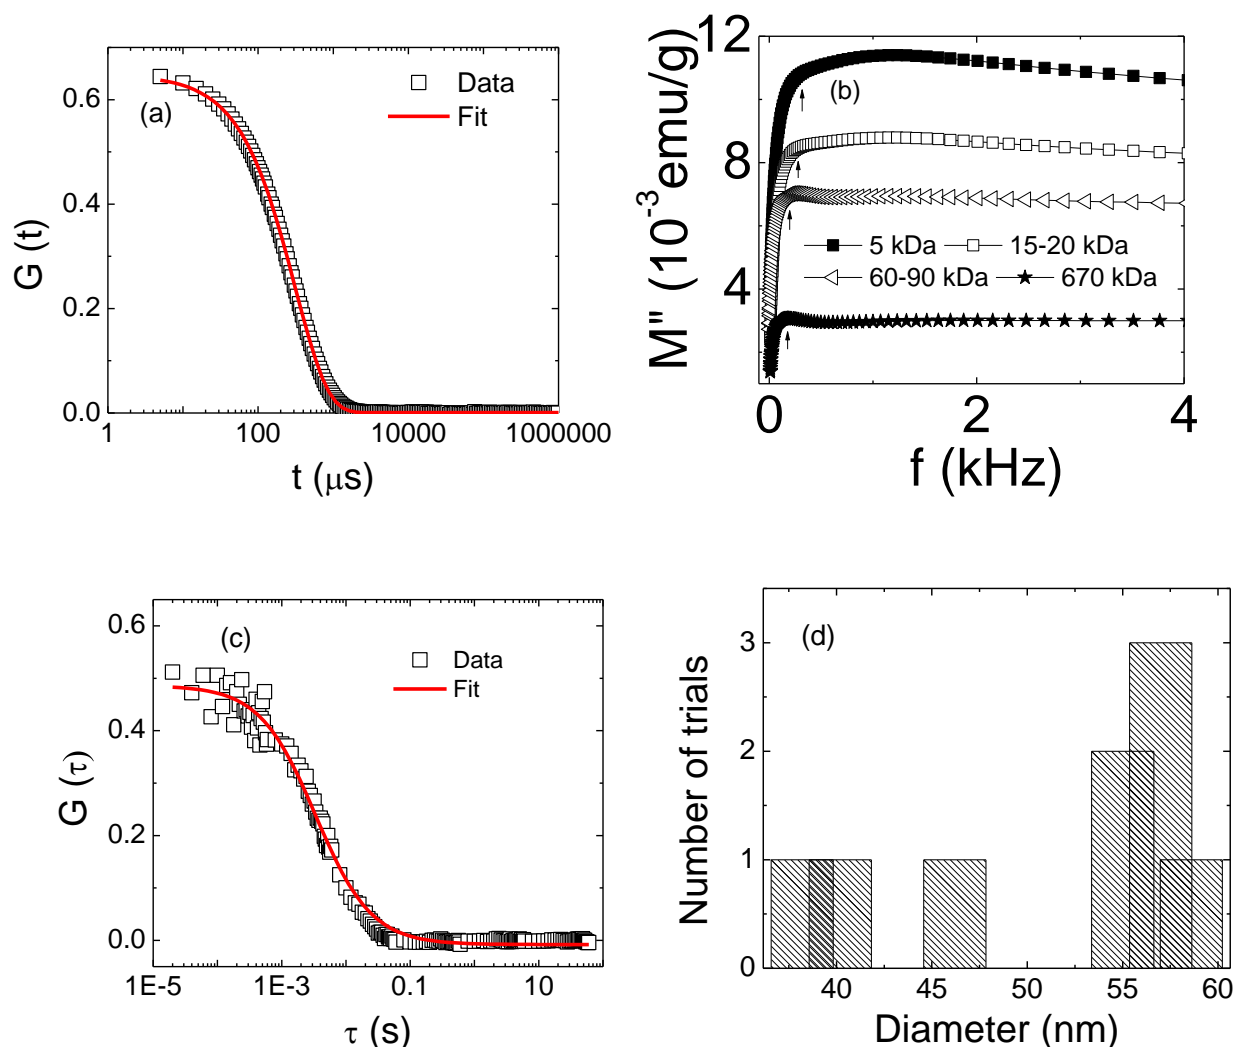 (a)
Data
Fit
0.6
0.4
0.2
0.0
G (t)
1
100
10000
1000000
t (μs)
(b)
12
8
4
M'' (10⁻³ emu/g)
5 kDa
15-20 kDa
60-90 kDa
670 kDa
0
2
4
f (kHz)
(c)
Data
Fit
0.6
0.4
0.2
0.0
G (τ)
1E-5
1E-3
0.1
10
τ (s)
(d)
3
2
1
0
Number of trials
40
45
50
55
60
Diameter (nm)